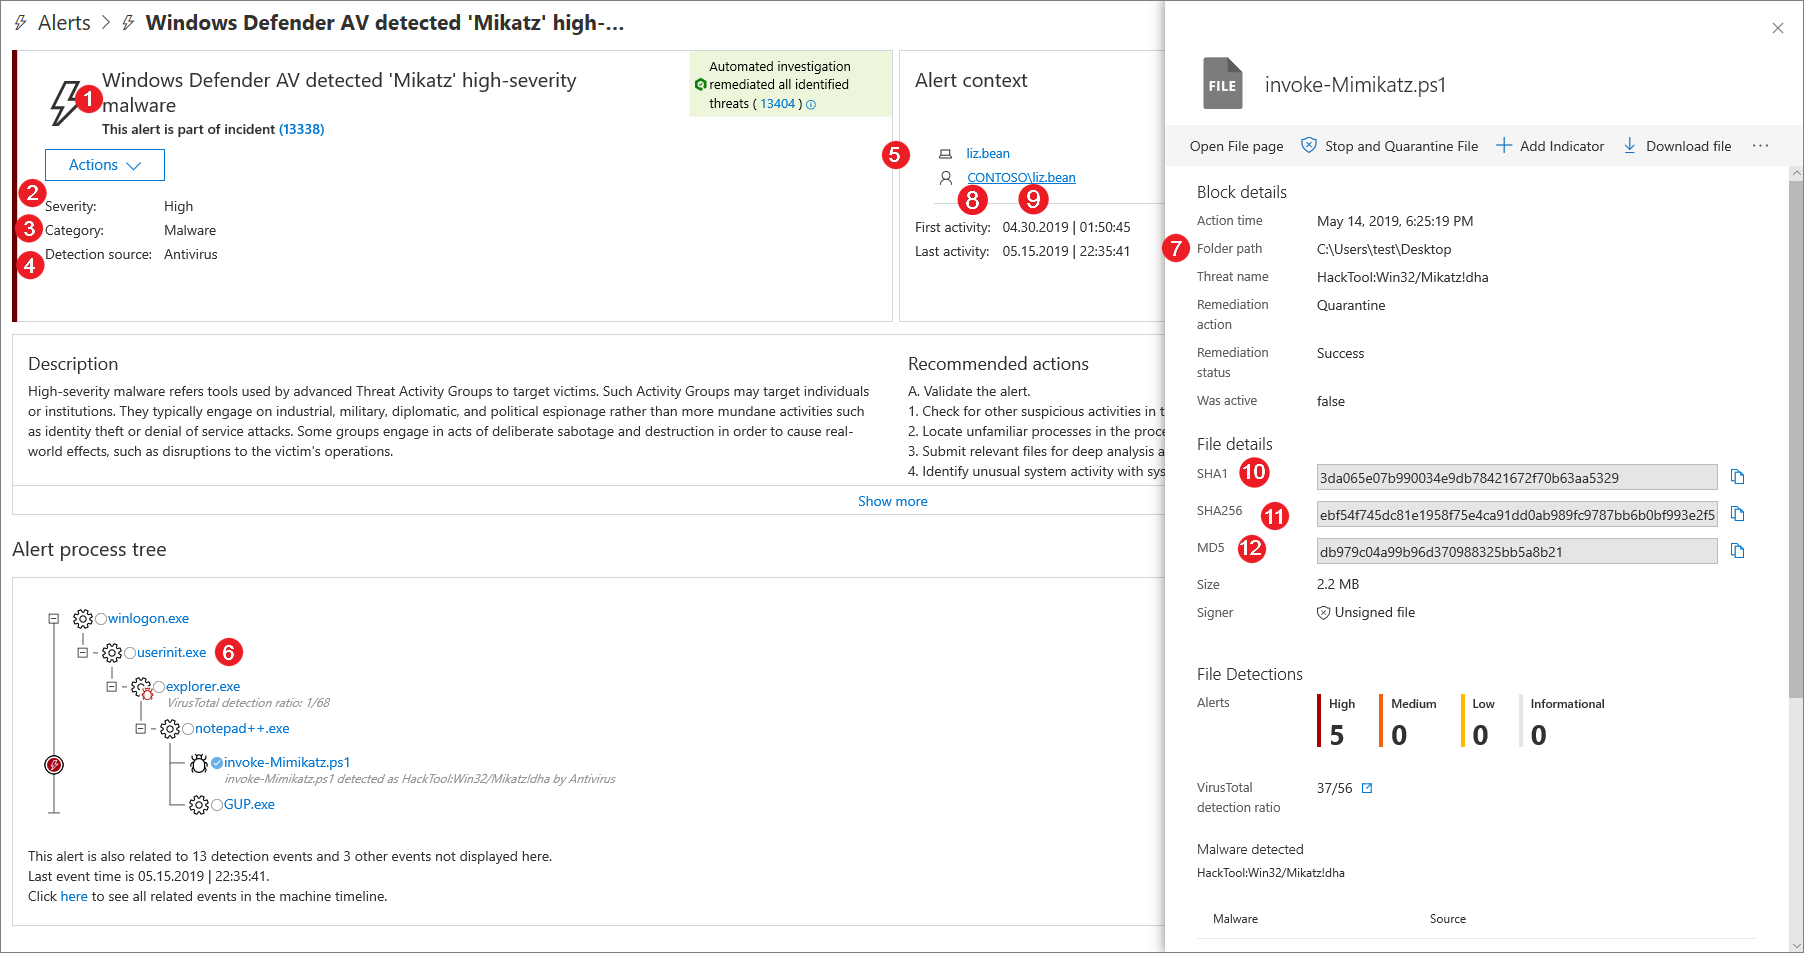 Alerts > Windows Defender AV detected 'Mikatz' high-...
1
Windows Defender AV detected 'Mikatz' high-severity
malware
This alert is part of incident (13338)
Automated investigation
remediated all identified
threats ( 13404 )
Actions
2
Severity: High
3
Category: Malware
4
Detection source: Antivirus
Alert context
5
liz.bean
CONTOSO\liz.bean
8 9
First activity: 04.30.2019 | 01:50:45
Last activity: 05.15.2019 | 22:35:41
Description
High-severity malware refers tools used by advanced Threat Activity Groups to target victims. Such Activity Groups may target individuals
or institutions. They typically engage on industrial, military, diplomatic, and political espionage rather than more mundane activities such
as identity theft or denial of service attacks. Some groups engage in acts of deliberate sabotage and destruction in order to cause real-
world effects, such as disruptions to the victim's operations.
Recommended actions
A. Validate the alert.
1. Check for other suspicious activities in t
2. Locate unfamiliar processes in the proce
3. Submit relevant files for deep analysis a
4. Identify unusual system activity with sys
Show more
Alert process tree
winlogon.exe
userinit.exe 6
explorer.exe
VirusTotal detection ratio: 1/68
notepad++.exe
invoke-Mimikatz.ps1
invoke-Mimikatz.ps1 detected as HackTool:Win32/Mikatz!dha by Antivirus
GUP.exe
This alert is also related to 13 detection events and 3 other events not displayed here.
Last event time is 05.15.2019 | 22:35:41.
Click here to see all related events in the machine timeline.
FILE
invoke-Mimikatz.ps1
Open File page Stop and Quarantine File Add Indicator Download file ...
Block details
Action time May 14, 2019, 6:25:19 PM
7 Folder path C:\Users\test\Desktop
Threat name HackTool:Win32/Mikatz!dha
Remediation Quarantine
action
Remediation Success
status
Was active false
File details
SHA1 10 3da065e07b990034e9db78421672f70b63aa5329
SHA256 11 ebf54f745dc81e1958f75e4ca91dd0ab989fc9787bb6b0bf993e2f5
MD5 12 db979c04a99b96d370988325bb5a8b21
Size 2.2 MB
Signer Unsigned file
File Detections
Alerts High Medium Low Informational
5 0 0 0
VirusTotal 37/56
detection ratio
Malware detected
HackTool:Win32/Mikatz!dha
Malware Source